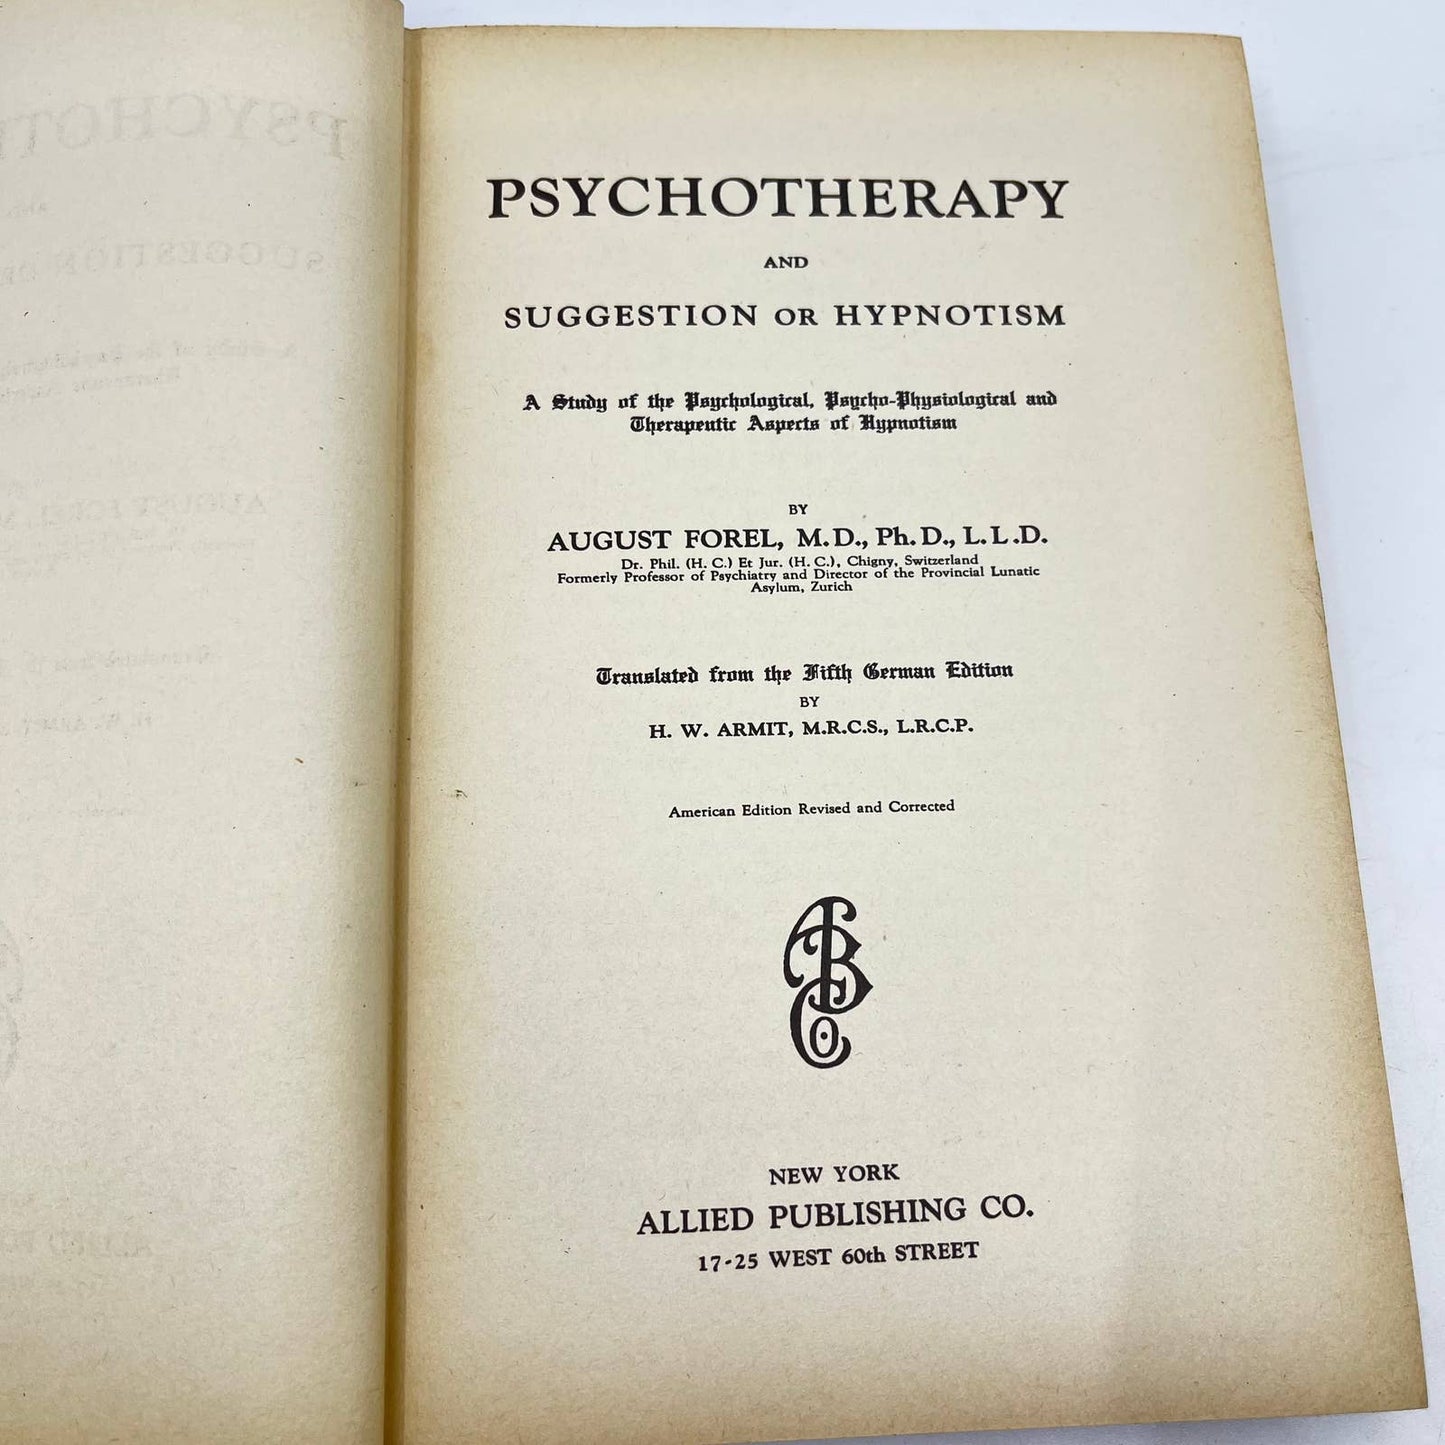 PSYCHOTHERAPY
AND
SUGGESTION OR HYPNOTISM
A Study of the Psychological, Psycho-Physiological and
Therapeutic Aspects of Hypnotism
BY
AUGUST FOREL, M.D., Ph.D., L.L.D.
Dr. Phil. (H. C.) Et Jur. (H. C.), Chigny, Switzerland
Formerly Professor of Psychiatry and Director of the Provincial Lunatic
Asylum, Zurich
Translated from the Fifth German Edition
BY
H. W. ARMIT, M.R.C.S., L.R.C.P.
American Edition Revised and Corrected
ABCo
NEW YORK
ALLIED PUBLISHING CO.
17-25 WEST 60th STREET